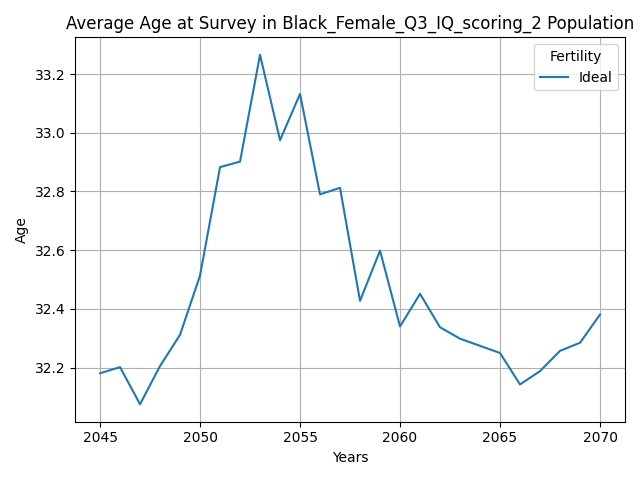 Average Age at Survey in Black_Female_Q3_IQ_scoring_2 Population
Fertility
Ideal
33.2
33.0
32.8
32.6
32.4
32.2
Age
2045
2050
2055
2060
2065
2070
Years